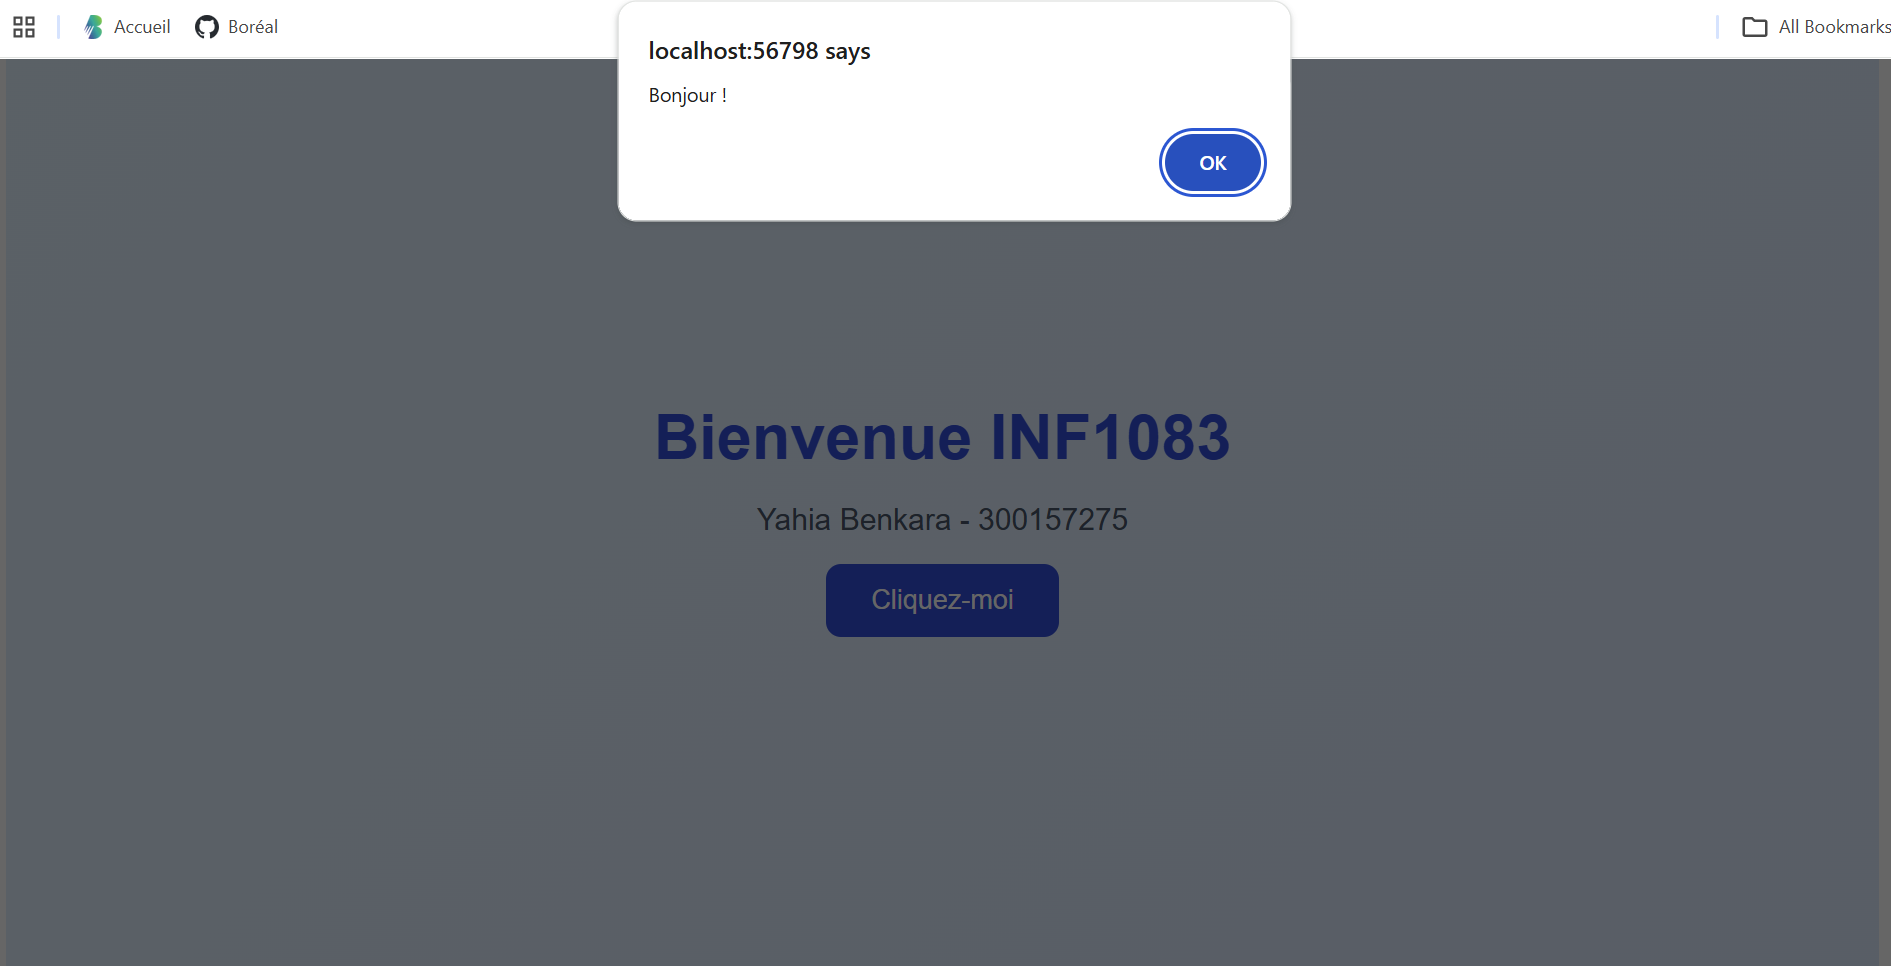 Accueil
Boréal
All Bookmarks
localhost:56798 says
Bonjour !
OK
Bienvenue INF1083
Yahia Benkara - 300157275
Cliquez-moi